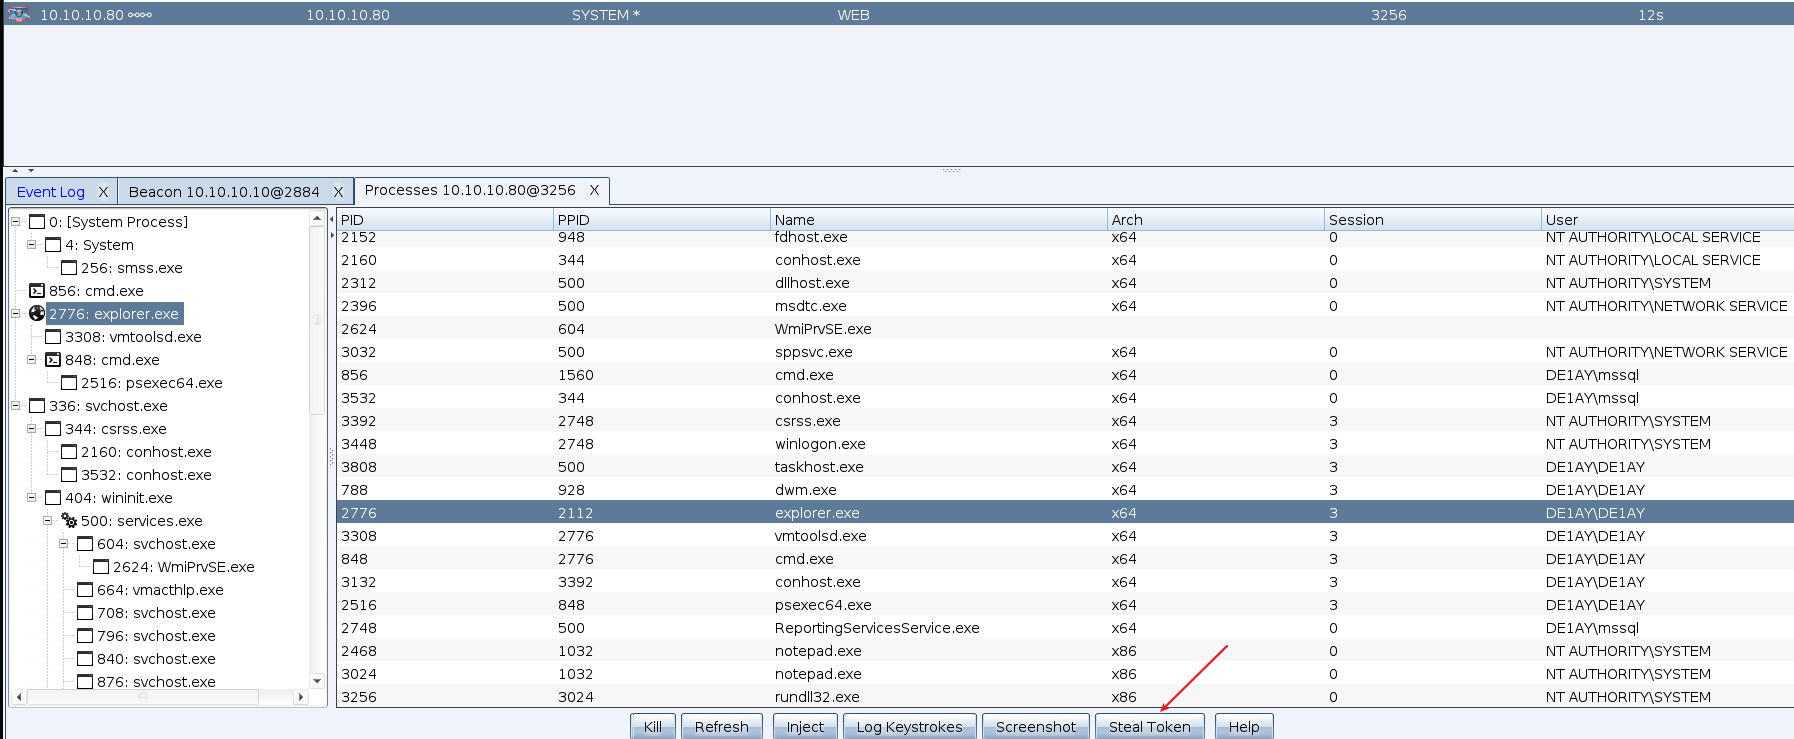 10.10.10.80 10.10.10.80 SYSTEM * WEB 3256 12s
Event Log X Beacon 10.10.10.10@2884 X Processes 10.10.10.80@3256 X
0: [System Process]
4: System
256: smss.exe
856: cmd.exe
2776: explorer.exe
3308: vmtoolsd.exe
848: cmd.exe
2516: psexec64.exe
336: svchost.exe
344: csrss.exe
2160: conhost.exe
3532: conhost.exe
404: wininit.exe
500: services.exe
604: svchost.exe
2624: WmiPrvSE.exe
664: vmacthlp.exe
708: svchost.exe
796: svchost.exe
840: svchost.exe
876: svchost.exe
PID PPID Name Arch Session User
2152 948 fdhost.exe x64 0 NT AUTHORITY\LOCAL SERVICE
2160 344 conhost.exe x64 0 NT AUTHORITY\LOCAL SERVICE
2312 500 dllhost.exe x64 0 NT AUTHORITY\SYSTEM
2396 500 msdtc.exe x64 0 NT AUTHORITY\NETWORK SERVICE
2624 604 WmiPrvSE.exe
3032 500 sppsvc.exe x64 0 NT AUTHORITY\NETWORK SERVICE
856 1560 cmd.exe x64 0 DE1AY\mssql
3532 344 conhost.exe x64 0 DE1AY\mssql
3392 2748 csrss.exe x64 3 NT AUTHORITY\SYSTEM
3448 2748 winlogon.exe x64 3 NT AUTHORITY\SYSTEM
3808 500 taskhost.exe x64 3 DE1AY\DE1AY
788 928 dwm.exe x64 3 DE1AY\DE1AY
2776 2112 explorer.exe x64 3 DE1AY\DE1AY
3308 2776 vmtoolsd.exe x64 3 DE1AY\DE1AY
848 2776 cmd.exe x64 3 DE1AY\DE1AY
3132 3392 conhost.exe x64 3 DE1AY\DE1AY
2516 848 psexec64.exe x64 3 DE1AY\DE1AY
2748 500 ReportingServicesService.exe x64 0 DE1AY\mssql
2468 1032 notepad.exe x86 0 NT AUTHORITY\SYSTEM
3024 1032 notepad.exe x86 0 NT AUTHORITY\SYSTEM
3256 3024 rundll32.exe x86 0 NT AUTHORITY\SYSTEM
Kill Refresh Inject Log Keystrokes Screenshot Steal Token Help